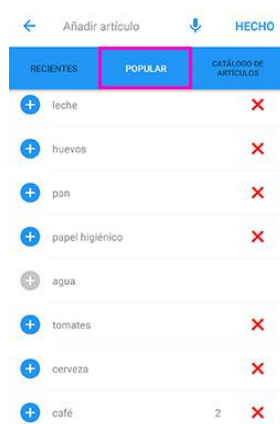 Añadir artículo HECHO
RECIENTES POPULAR CATÁLOGO DE
ARTÍCULOS
leche
huevos
pan
papel higiénico
agua
tomates
cerveza
café 2